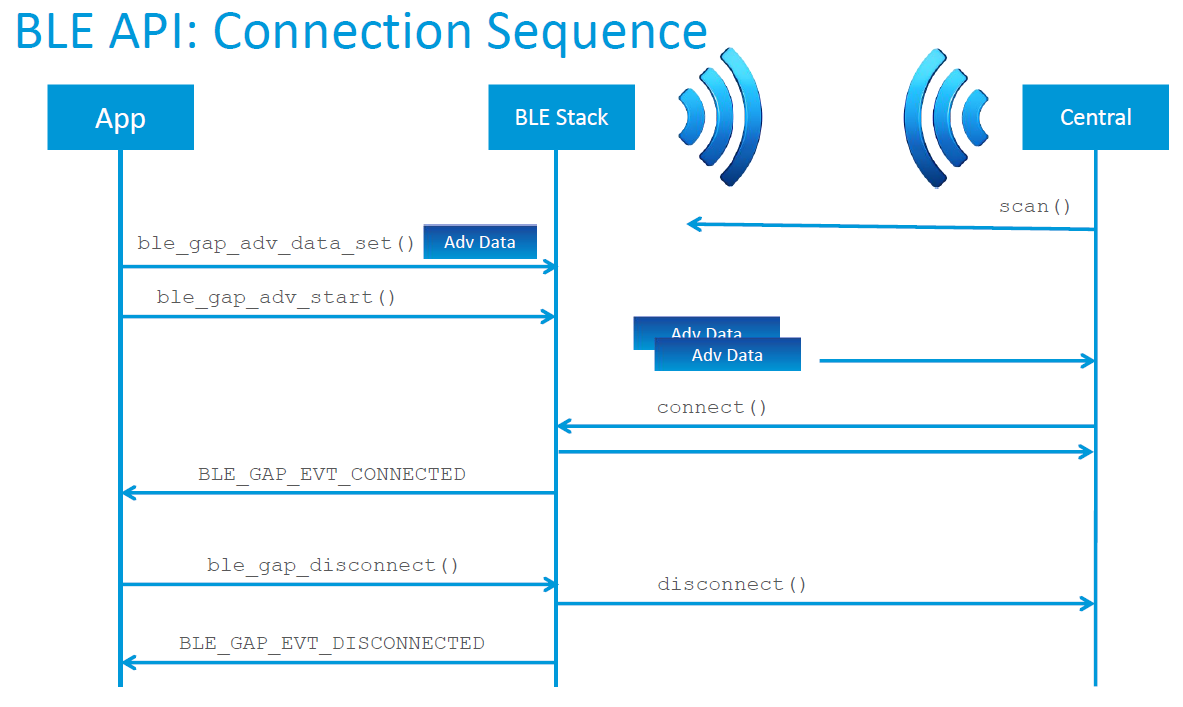 BLE API: Connection Sequence
App
BLE Stack
Central
scan()
ble_gap_adv_data_set()
Adv Data
ble_gap_adv_start()
Adv Data
Adv Data
connect()
BLE_GAP_EVT_CONNECTED
ble_gap_disconnect()
disconnect()
BLE_GAP_EVT_DISCONNECTED